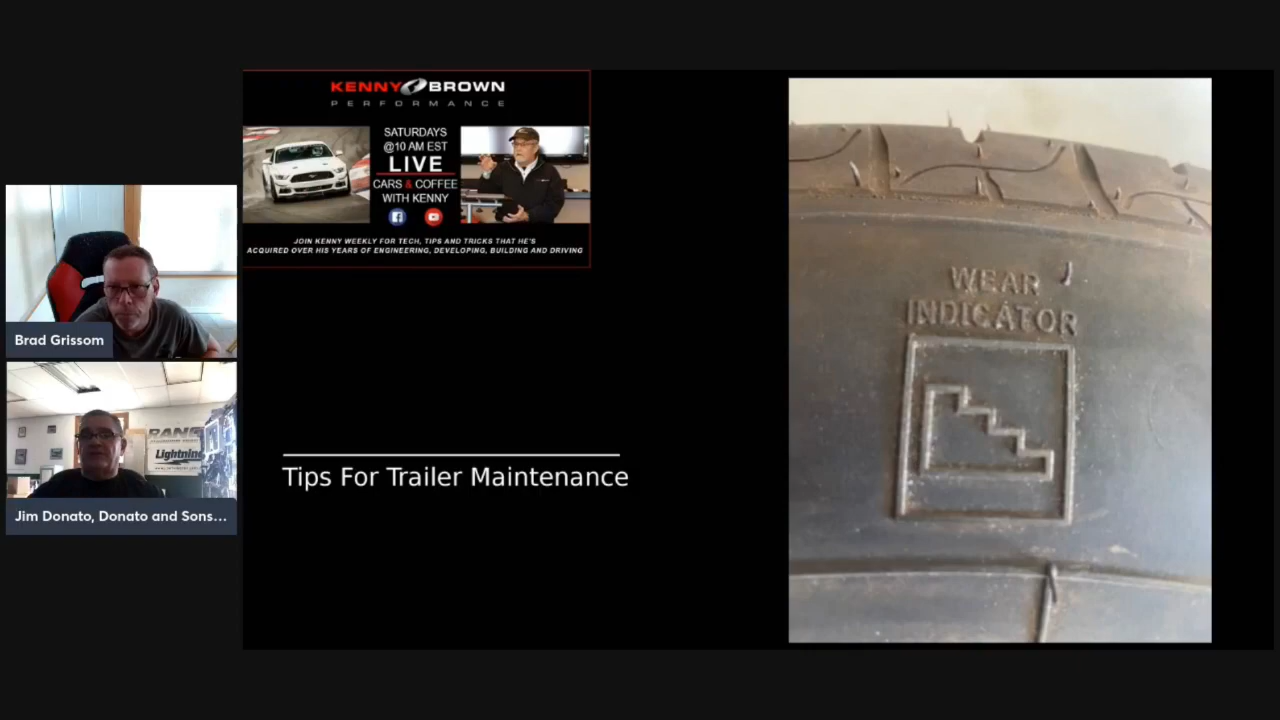 KENNY BROWN
PERFORMANCE
SATURDAYS
@10 AM EST
LIVE
CARS & COFFEE
WITH KENNY
JOIN KENNY WEEKLY FOR TECH, TIPS AND TRICKS THAT HE'S
ACQUIRED OVER HIS YEARS OF ENGINEERING, DEVELOPING, BUILDING AND DRIVING
Brad Grissom
Lightning
Jim Donato, Donato and Sons...
Tips For Trailer Maintenance
WEAR
INDICATOR